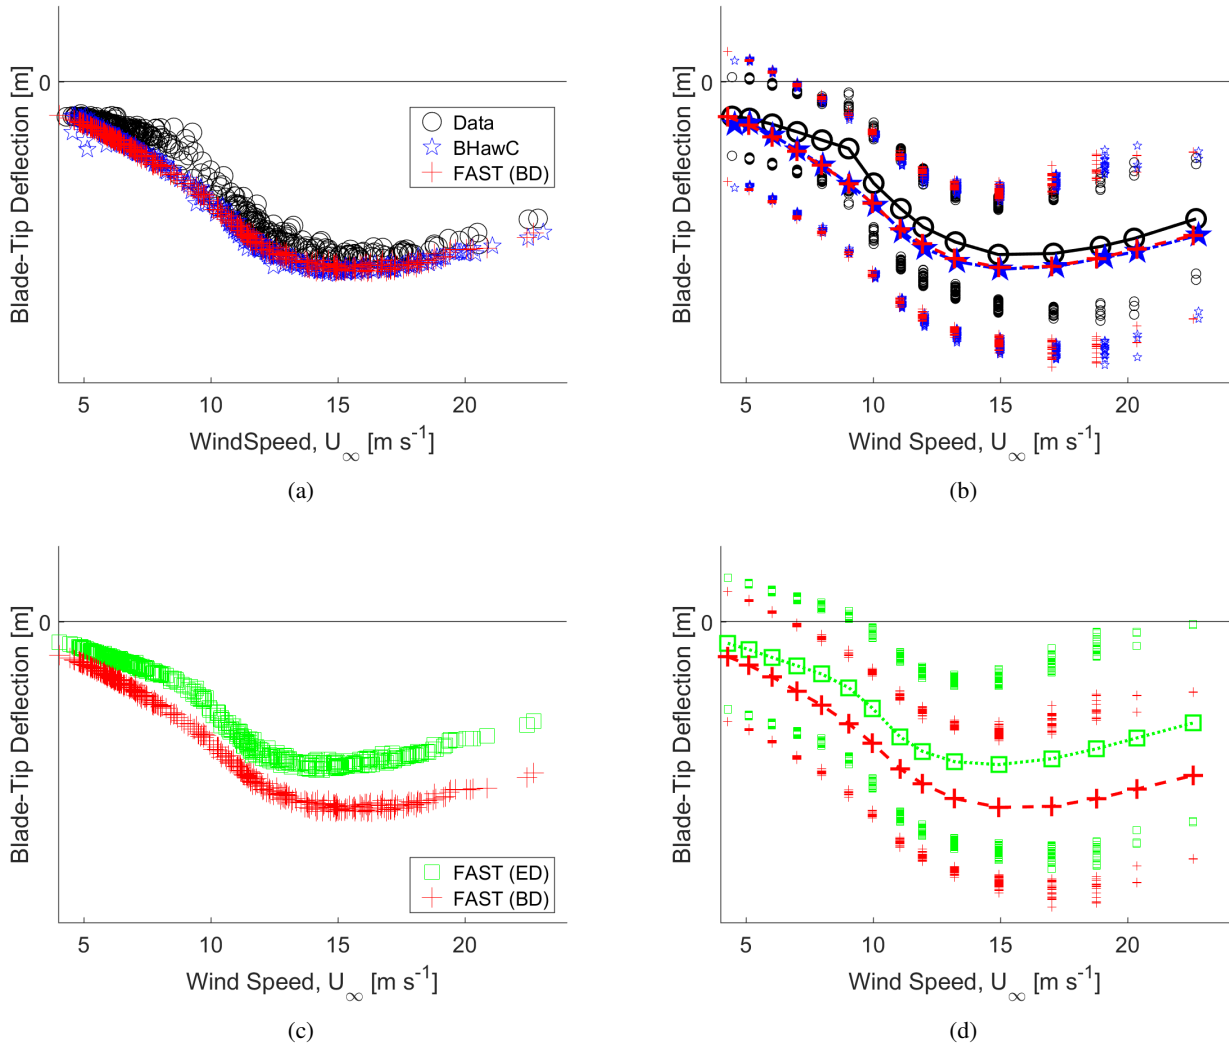 Blade-Tip Deflection [m]
0
Data
BHawC
FAST (BD)
5 10 15 20
WindSpeed, U∞ [m s-1]
(a)
Blade-Tip Deflection [m]
0
5 10 15 20
Wind Speed, U∞ [m s-1]
(b)
Blade-Tip Deflection [m]
0
FAST (ED)
FAST (BD)
5 10 15 20
Wind Speed, U∞ [m s-1]
(c)
Blade-Tip Deflection [m]
0
5 10 15 20
Wind Speed, U∞ [m s-1]
(d)